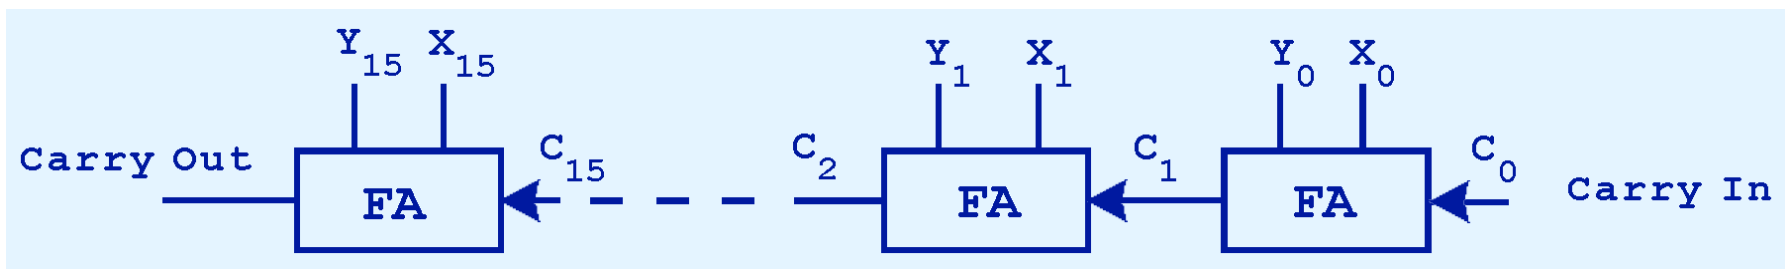 Y15 X15 Y1 X1 Y0 X0
Carry Out C15 C2 C1 C0 Carry In
FA FA FA